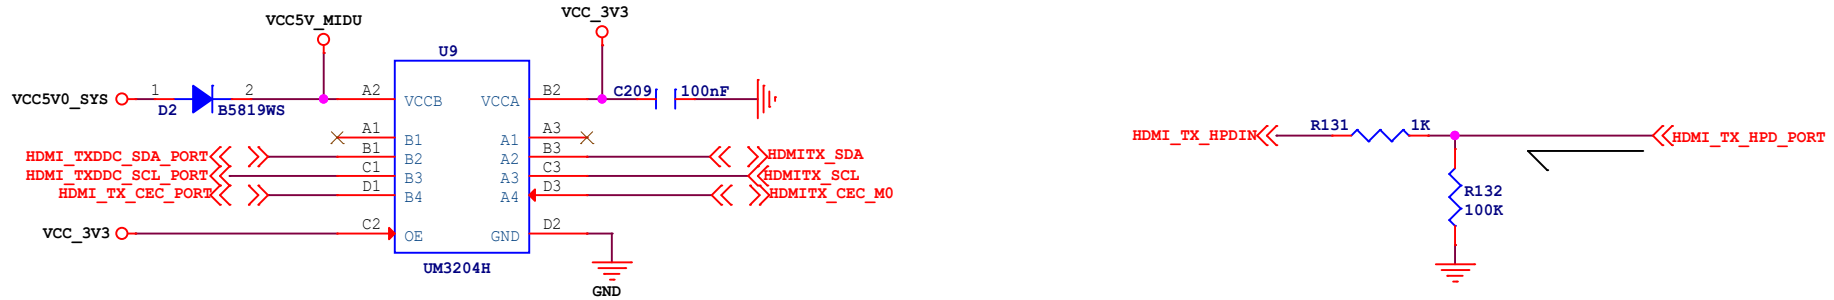 VCC5V_MIDU
VCC_3V3
U9
VCC5V0_SYS
1
2
D2
B5819WS
A2
VCCB
VCCA
B2
C209
100nF
A1
B1
A1
A3
HDMI_TXDDC_SDA_PORT
B1
B2
A2
B3
HDMITX_SDA
HDMI_TXDDC_SCL_PORT
C1
B3
A3
C3
HDMITX_SCL
HDMI_TX_CEC_PORT
D1
B4
A4
D3
HDMITX_CEC_M0
VCC_3V3
C2
OE
GND
D2
UM3204H
GND
HDMI_TX_HPDIN
R131
1K
HDMI_TX_HPD_PORT
R132
100K